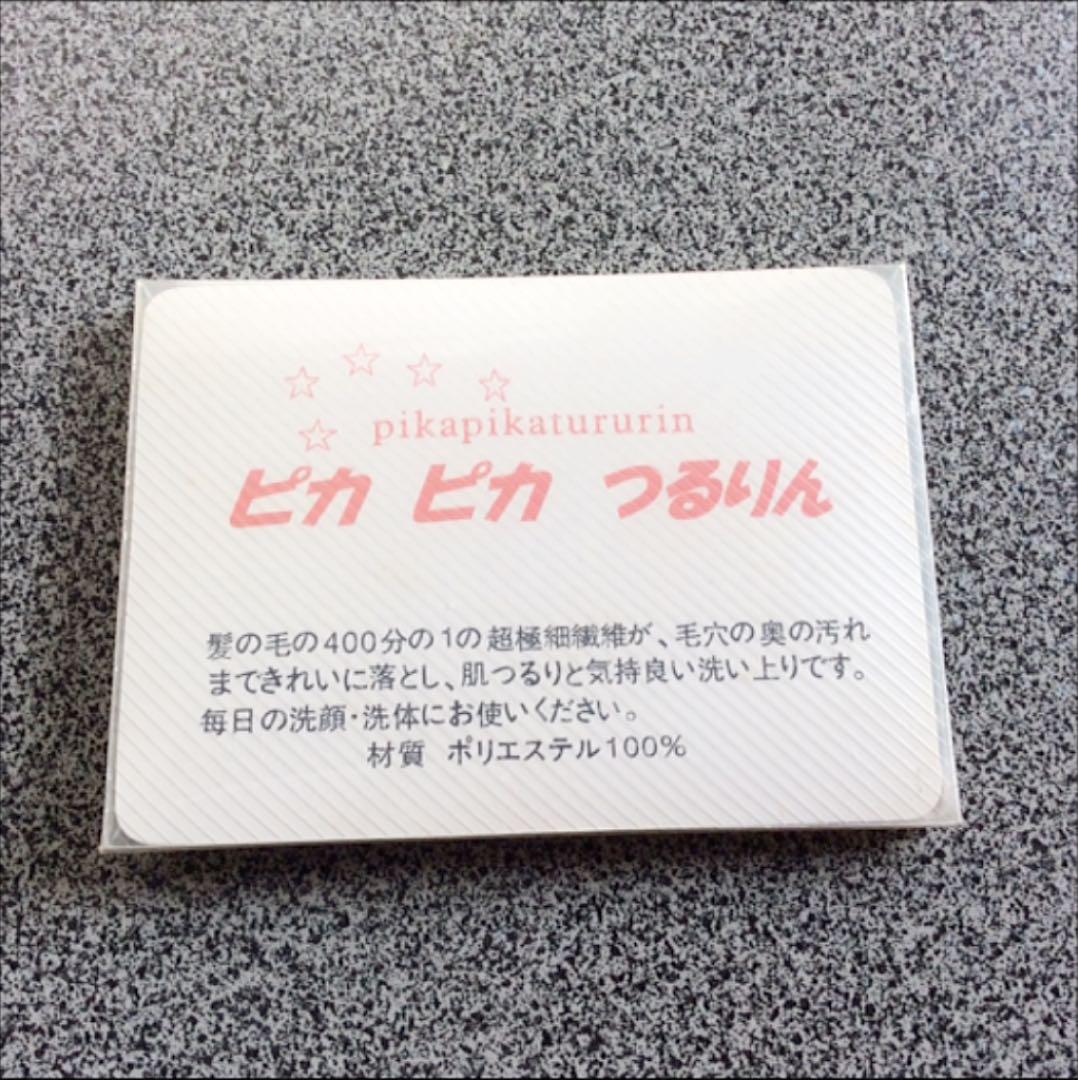 pikapikatururin
ピカ ピカ つるりん
髪の毛の400分の1の超極細繊維が、毛穴の奥の汚れ
まできれいに落とし、肌つるりと気持良い洗い上りです。
毎日の洗顔・洗体にお使いください。
材質 ポリエステル100%